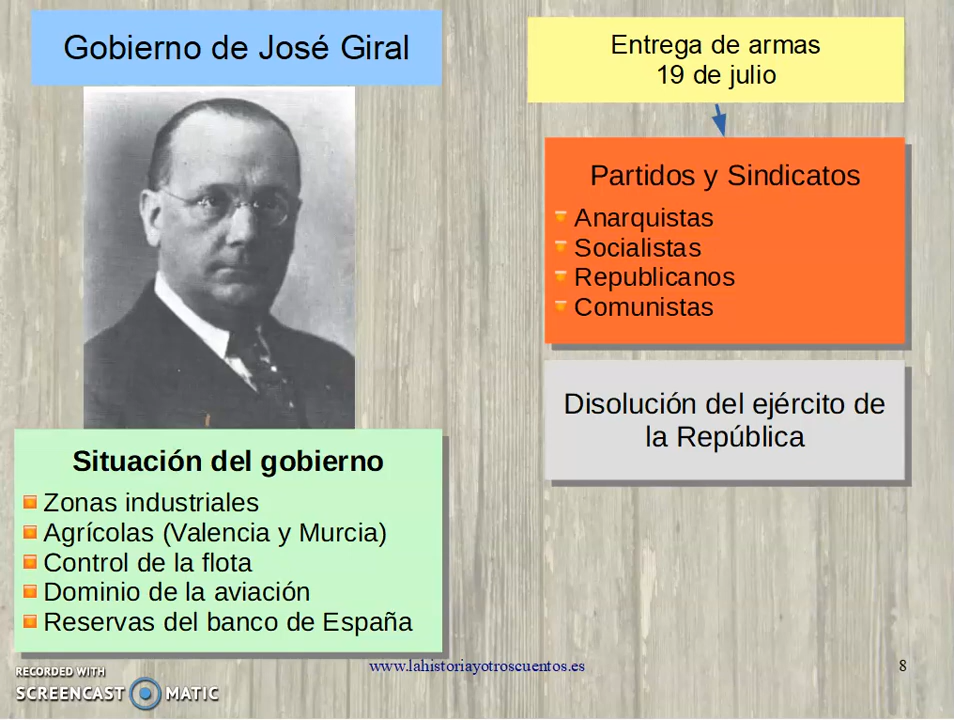 Gobierno de José Giral
Entrega de armas
19 de julio
Partidos y Sindicatos
Anarquistas
Socialistas
Republicanos
Comunistas
Disolución del ejército de
la República
Situación del gobierno
Zonas industriales
Agrícolas (Valencia y Murcia)
Control de la flota
Dominio de la aviación
Reservas del banco de España
www.lahistoriayotroscuentos.es
8
RECORDED WITH
SCREENCAST MATIC